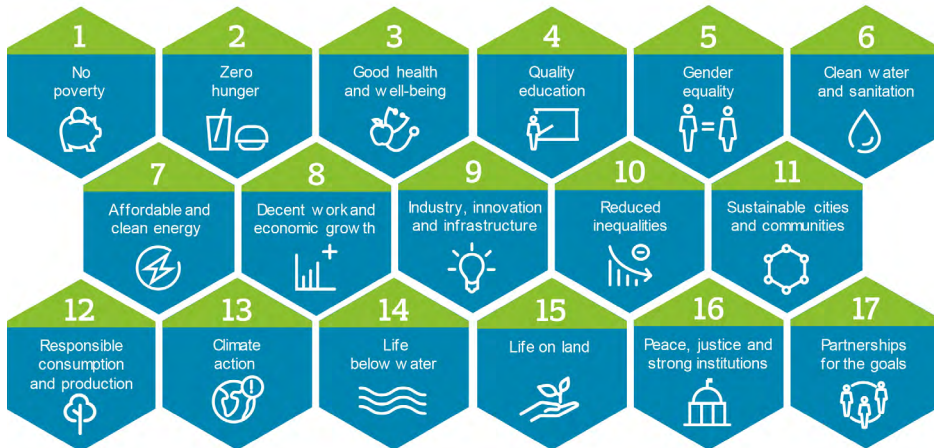 1
No
poverty
2
Zero
hunger
3
Good health
and well-being
4
Quality
education
5
Gender
equality
6
Clean water
and sanitation
7
Affordable and
clean energy
8
Decent work and
economic growth
9
Industry, innovation
and infrastructure
10
Reduced
inequalities
11
Sustainable cities
and communities
12
Responsible
consumption
and production
13
Climate
action
14
Life
below water
15
Life on land
16
Peace, justice and
strong institutions
17
Partnerships
for the goals